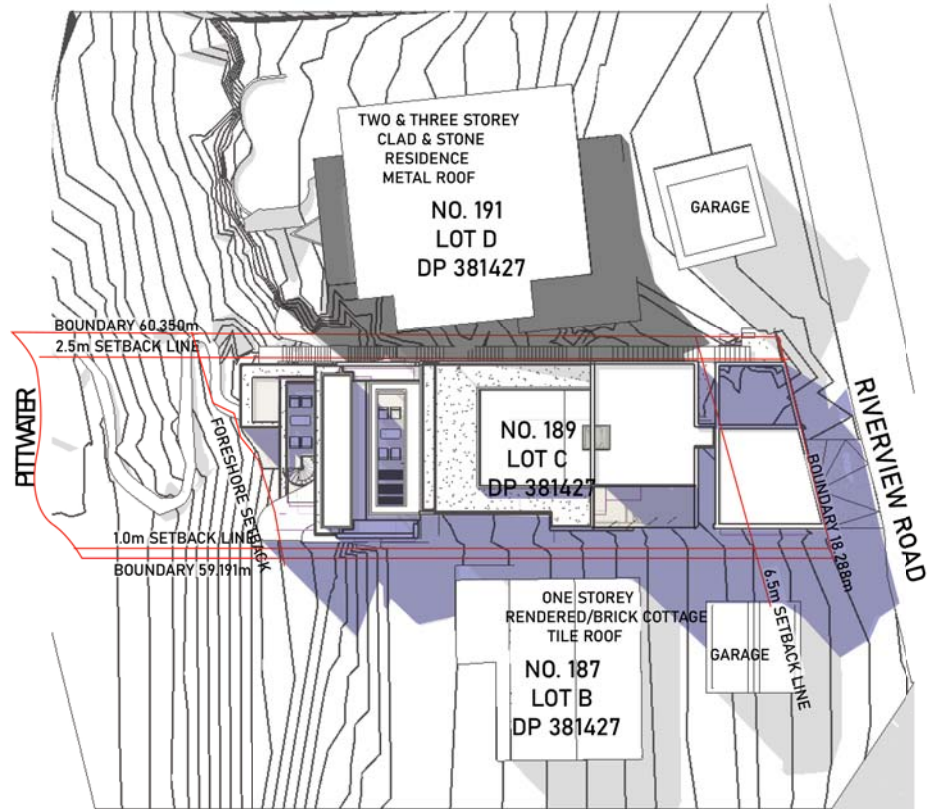 TWO & THREE STOREY
CLAD & STONE
RESIDENCE
METAL ROOF
NO. 191
LOT D
DP 381427
GARAGE
BOUNDARY 60.350m
2.5m SETBACK LINE
PITTWATER
FORESHORE SETBACK
NO. 189
LOT C
DP 381427
BOUNDARY 18.288m
RIVERVIEW ROAD
1.0m SETBACK LINE
BOUNDARY 59.191m
6.5m SETBACK LINE
ONE STOREY
RENDERED/BRICK COTTAGE
TILE ROOF
NO. 187
LOT B
DP 381427
GARAGE